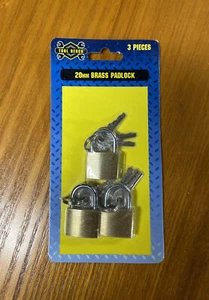 TOOL BENCH
3 PIECES
20MM BRASS PADLOCK